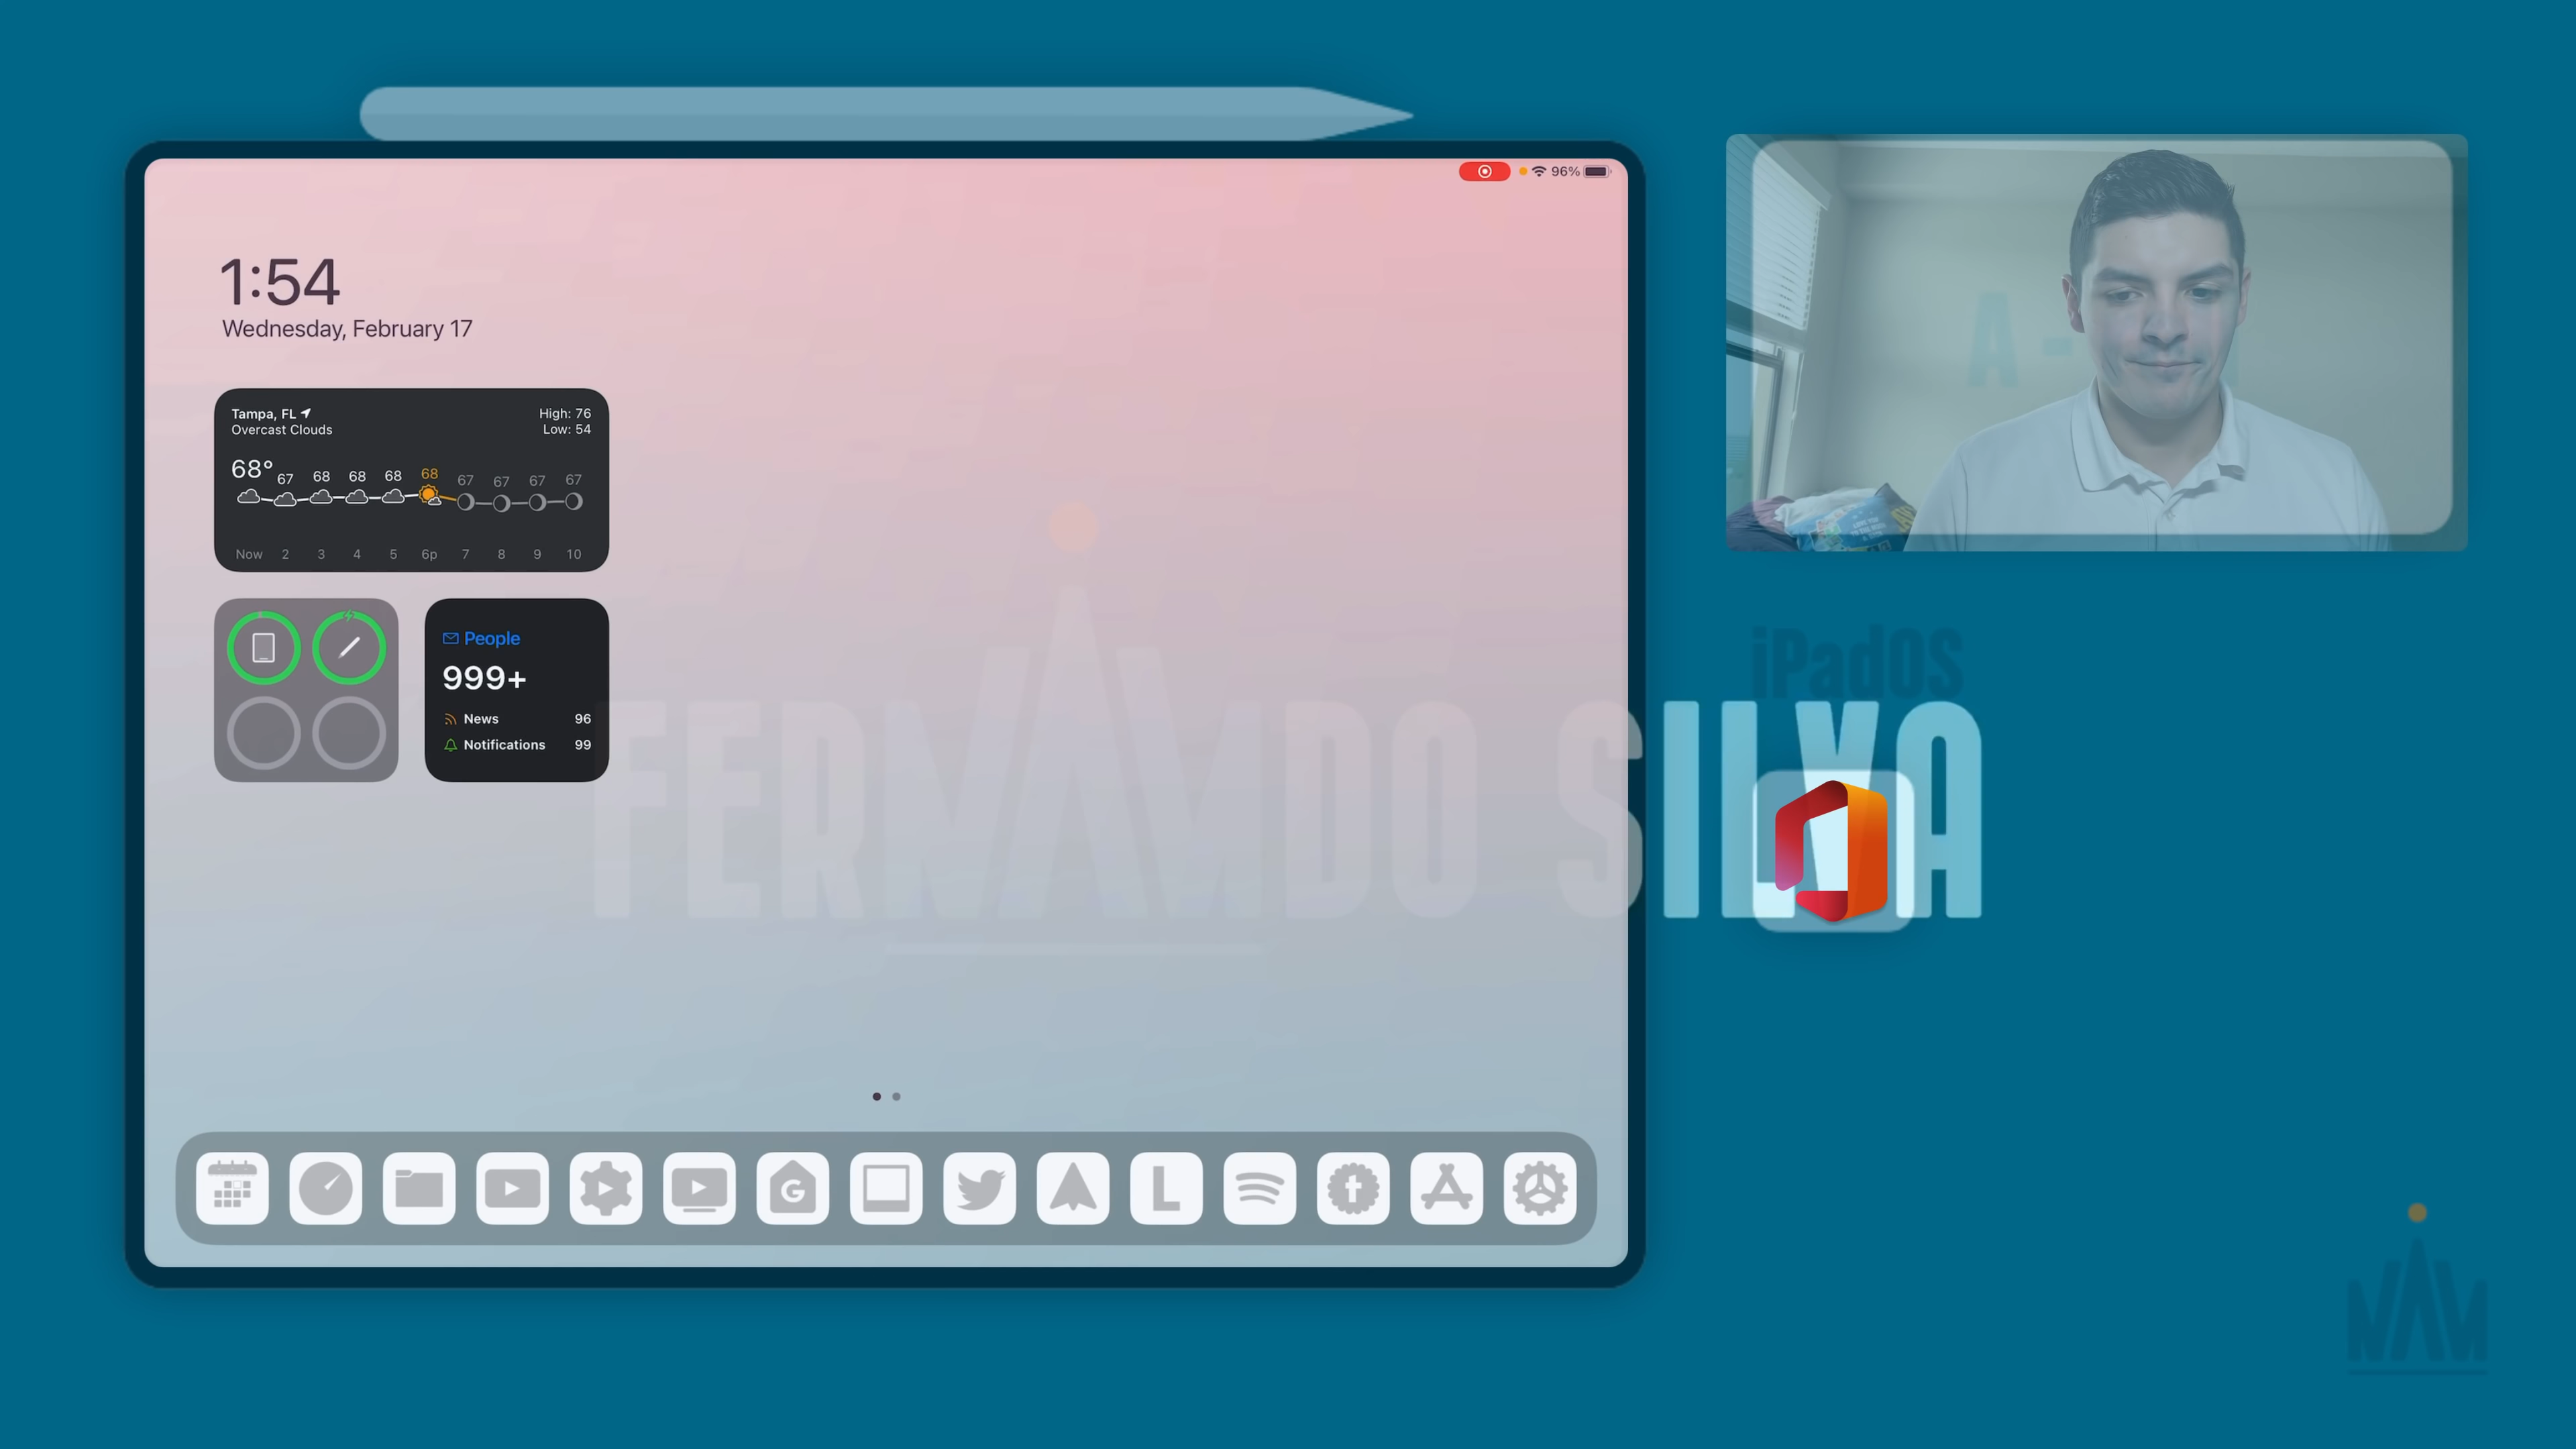 96%
1:54
Wednesday, February 17
Tampa, FL
High: 76
Overcast Clouds
Low: 54
68°
67 68 68 68 68 67 67 67 67
Now 2 3 4 5 6p 7 8 9 10
People
999+
News 96
Notifications 99
A -
iPadOS
FERNANDO SILVA
G
L
t